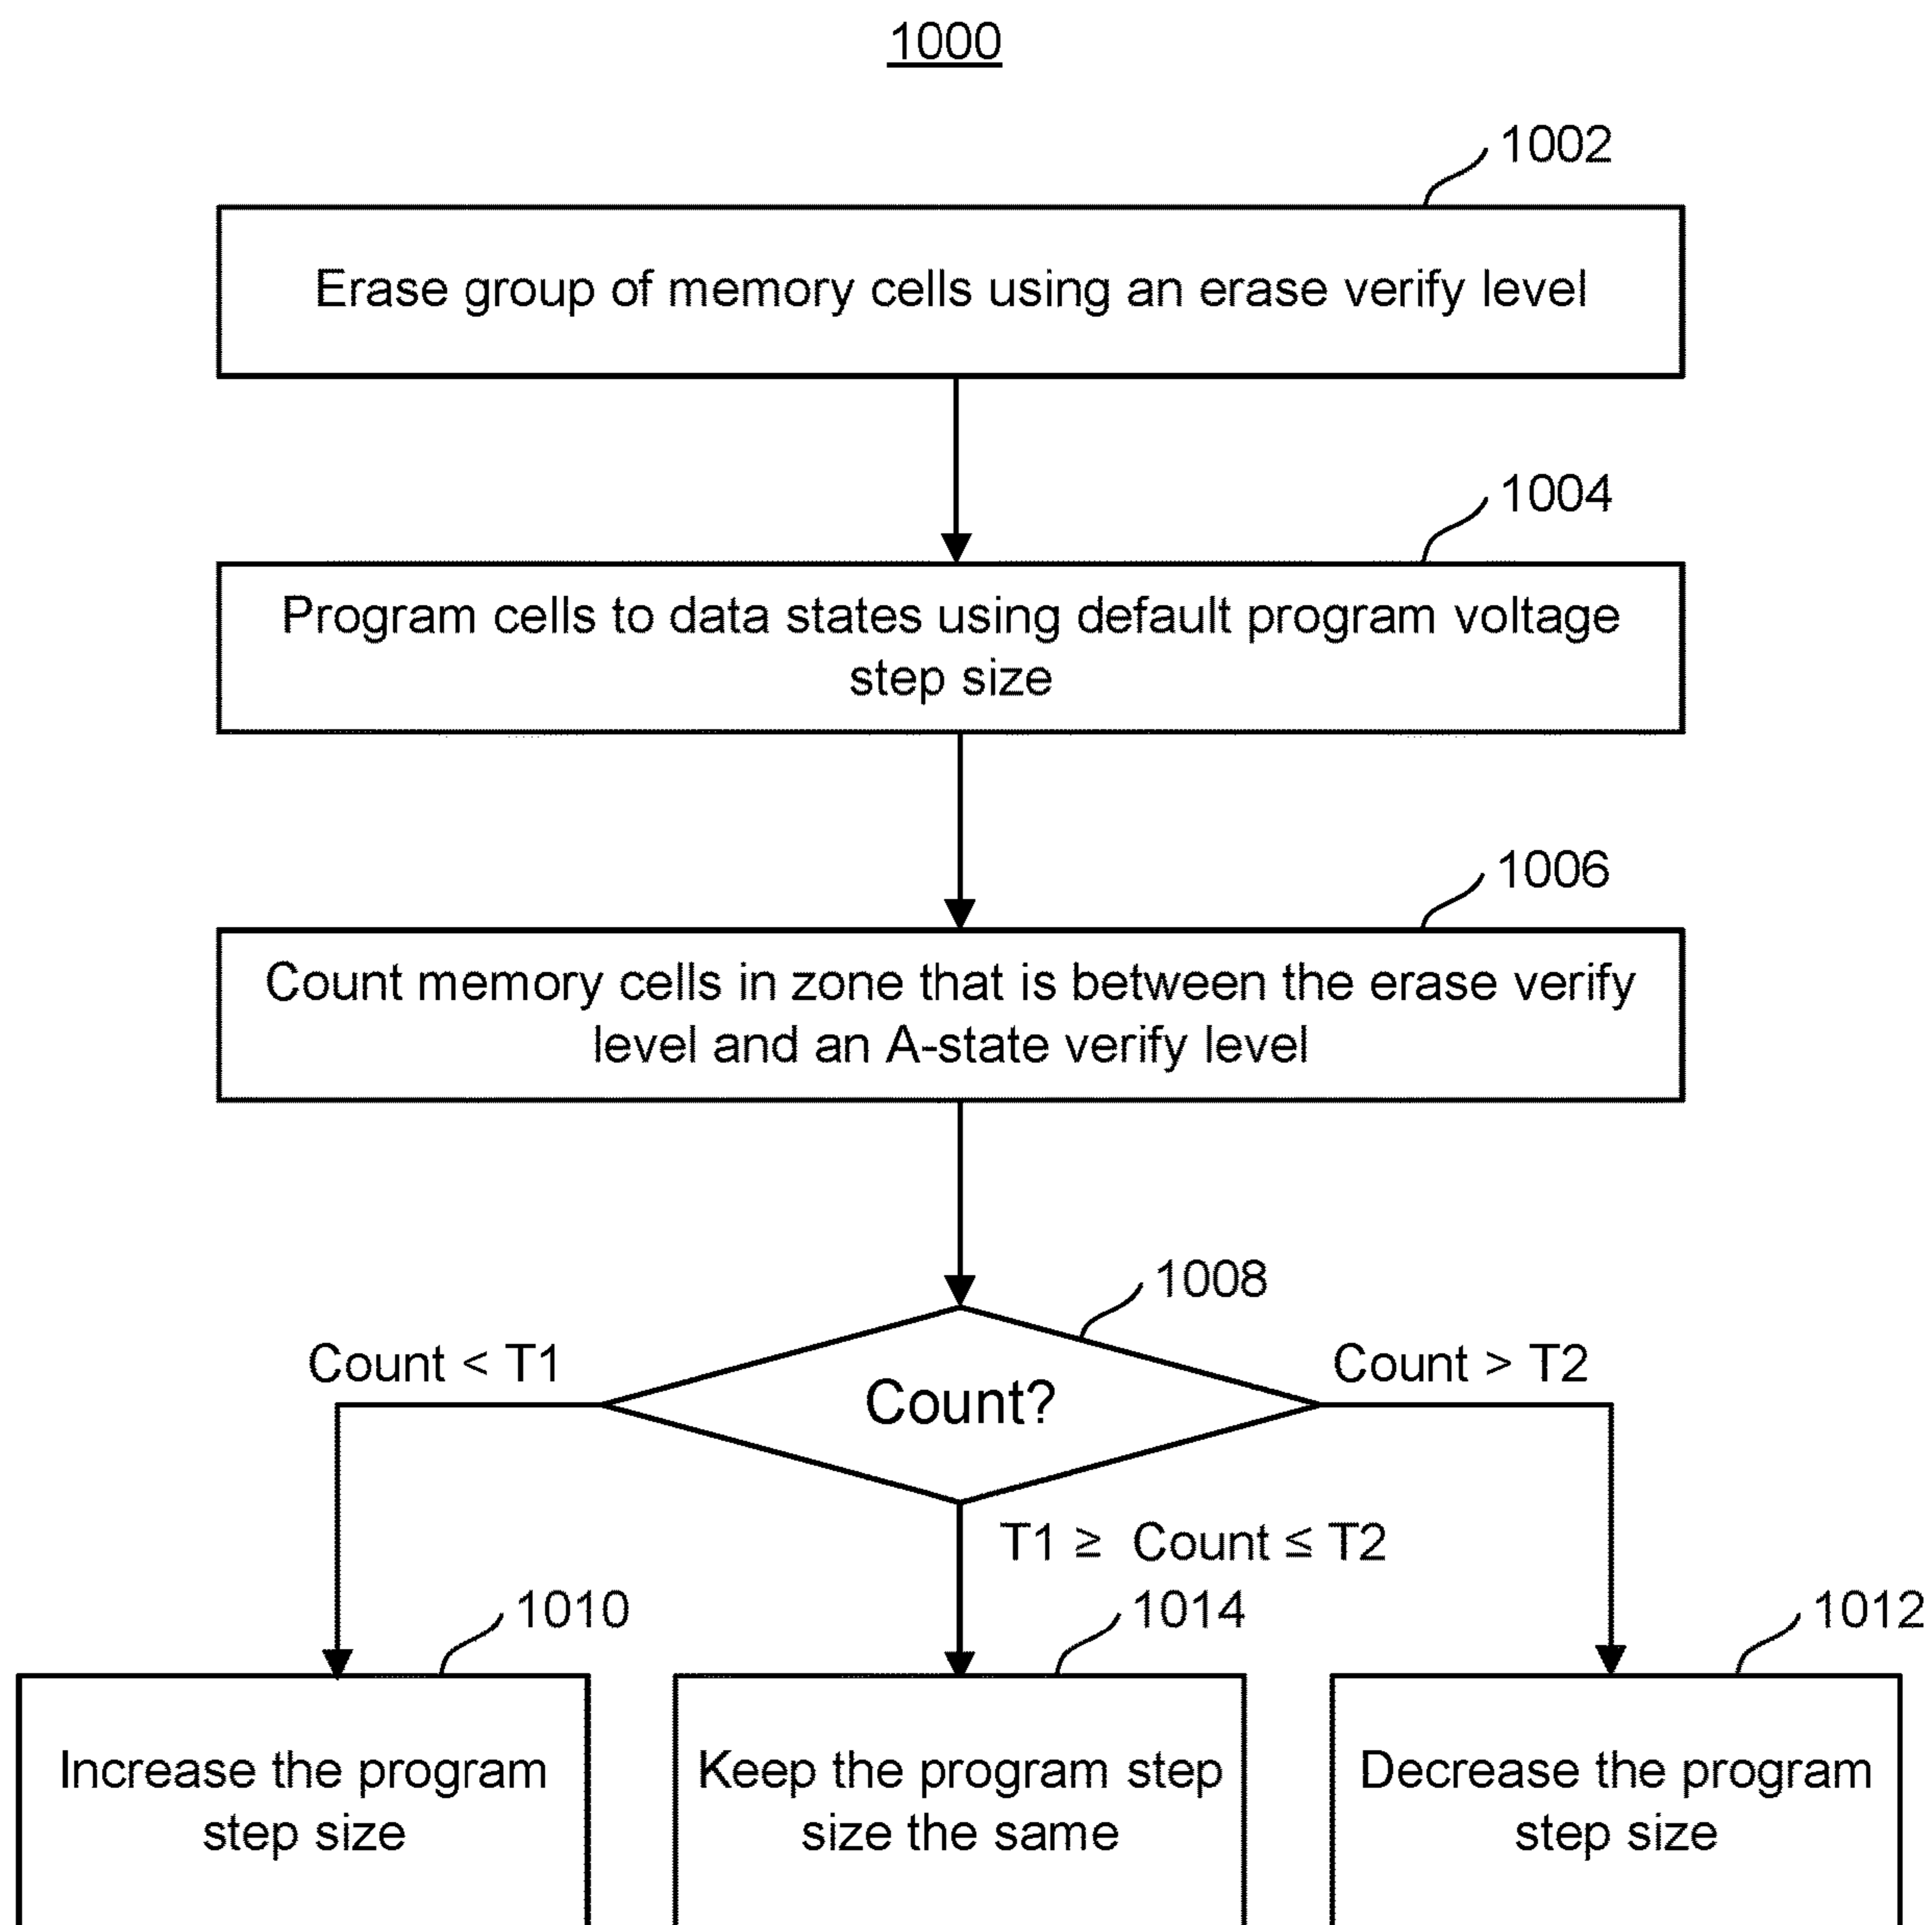 1000
1002
Erase group of memory cells using an erase verify level
1004
Program cells to data states using default program voltage
step size
1006
Count memory cells in zone that is between the erase verify
level and an A-state verify level
1008
Count < T1
Count?
Count > T2
T1 ≥ Count ≤ T2
1010
1014
1012
Increase the program
step size
Keep the program step
size the same
Decrease the program
step size